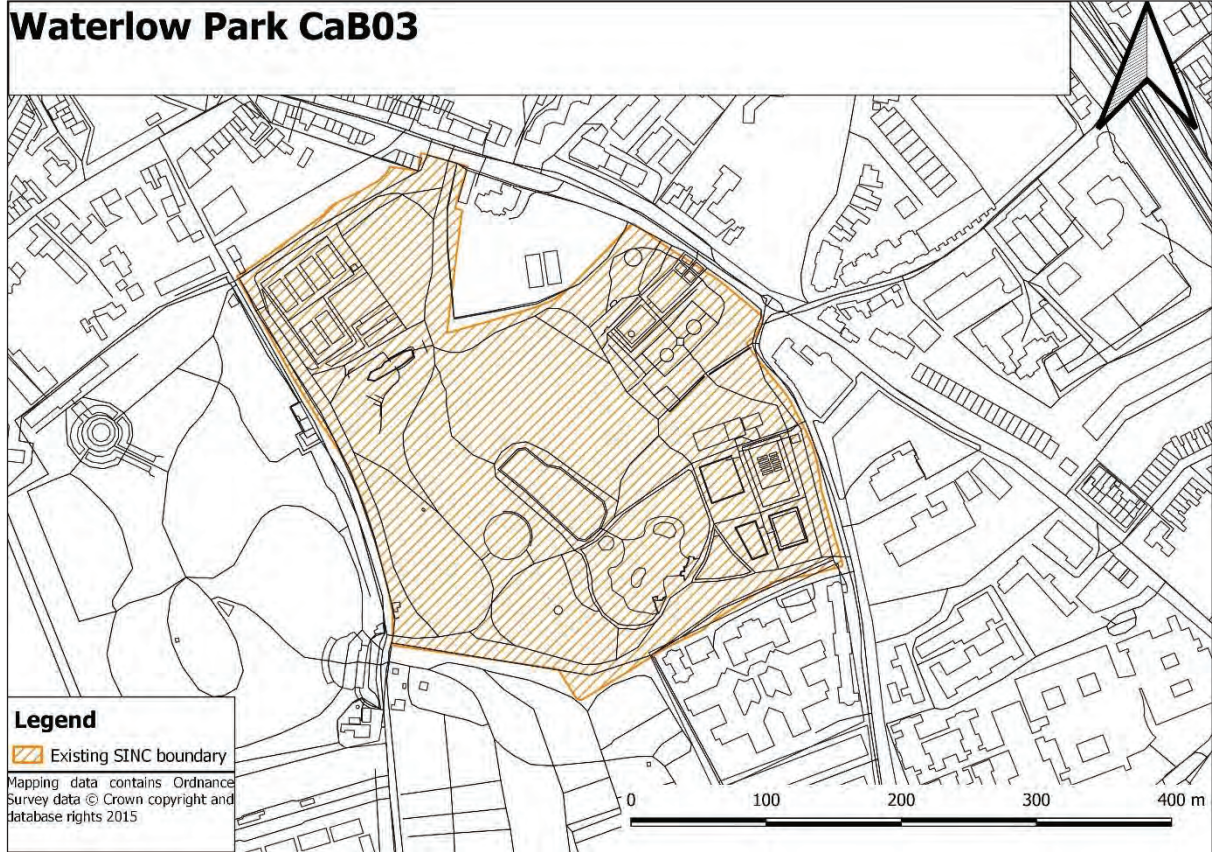 Waterlow Park CaB03
Legend
Existing SINC boundary
Mapping data contains Ordnance
Survey data © Crown copyright and
database rights 2015
0 100 200 300 400 m